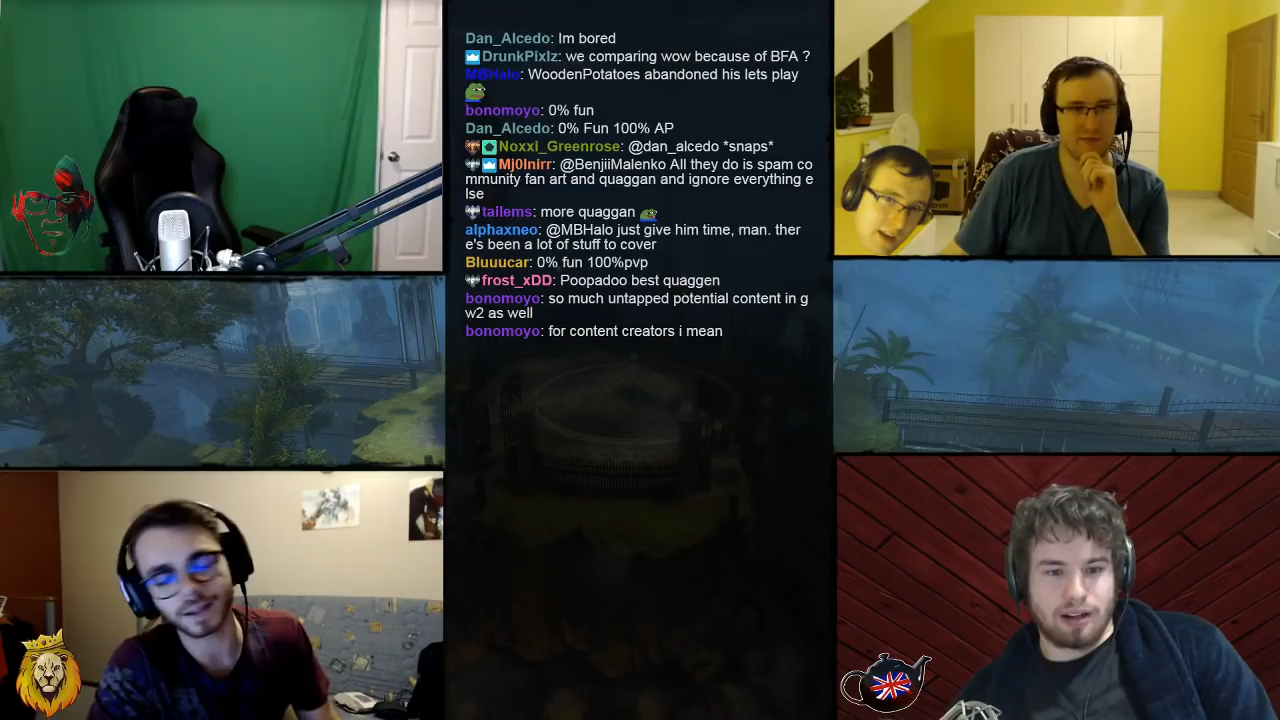 Dan_Alcedo: Im bored
DrunkPixlz: we comparing wow because of BFA ?
MBHalo: WoodenPotatoes abandoned his lets play
bonomoyo: 0% fun
Dan_Alcedo: 0% Fun 100% AP
Noxxi_Greenrose: @dan_alcedo *snaps*
Mj0lnirr: @BenjiiMalenko All they do is spam co
mmunity fan art and quaggan and ignore everything e
lse
tailems: more quaggan
alphaxneo: @MBHalo just give him time, man. ther
e's been a lot of stuff to cover
Bluuucar: 0% fun 100%pvp
frost_xDD: Poopadoo best quaggen
bonomoyo: so much untapped potential content in g
w2 as well
bonomoyo: for content creators i mean